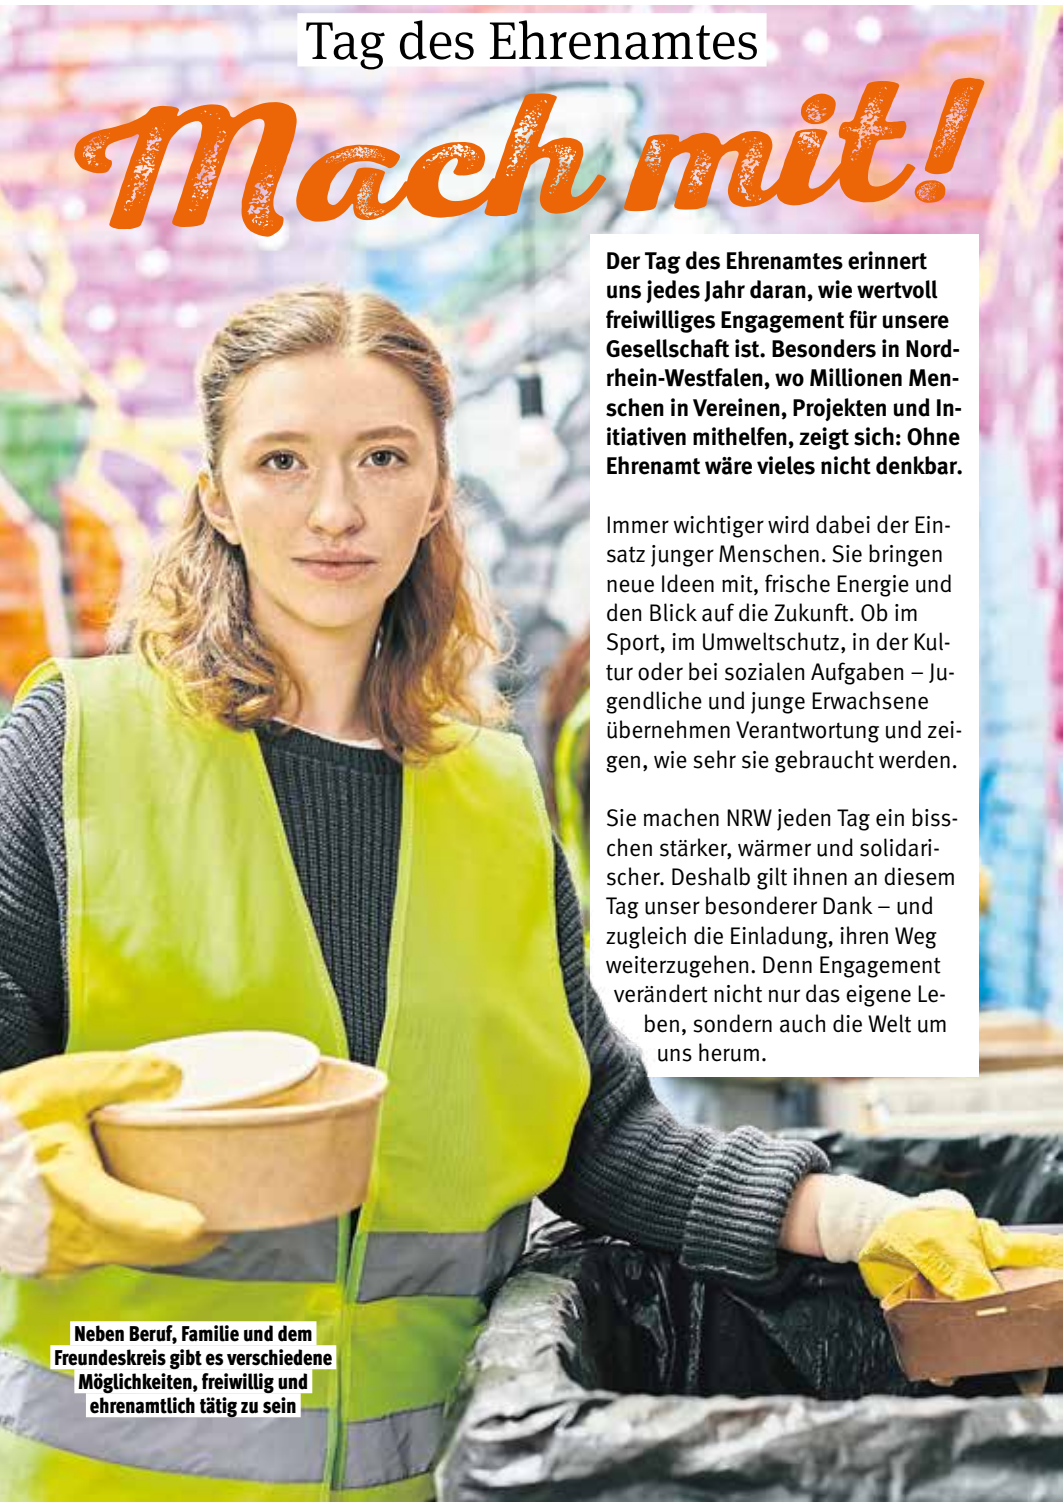 Tag des Ehrenamtes
Mach mit!
Der Tag des Ehrenamtes erinnert
uns jedes Jahr daran, wie wertvoll
freiwilliges Engagement für unsere
Gesellschaft ist. Besonders in Nord-
rhein-Westfalen, wo Millionen Men-
schen in Vereinen, Projekten und In-
itiativen mithelfen, zeigt sich: Ohne
Ehrenamt wäre vieles nicht denkbar.
Immer wichtiger wird dabei der Ein-
satz junger Menschen. Sie bringen
neue Ideen mit, frische Energie und
den Blick auf die Zukunft. Ob im
Sport, im Umweltschutz, in der Kul-
tur oder bei sozialen Aufgaben – Ju-
gendliche und junge Erwachsene
übernehmen Verantwortung und zei-
gen, wie sehr sie gebraucht werden.
Sie machen NRW jeden Tag ein biss-
chen stärker, wärmer und solidari-
scher. Deshalb gilt ihnen an diesem
Tag unser besonderer Dank – und
zugleich die Einladung, ihren Weg
weiterzugehen. Denn Engagement
verändert nicht nur das eigene Le-
ben, sondern auch die Welt um
uns herum.
Neben Beruf, Familie und dem
Freundeskreis gibt es verschiedene
Möglichkeiten, freiwillig und
ehrenamtlich tätig zu sein